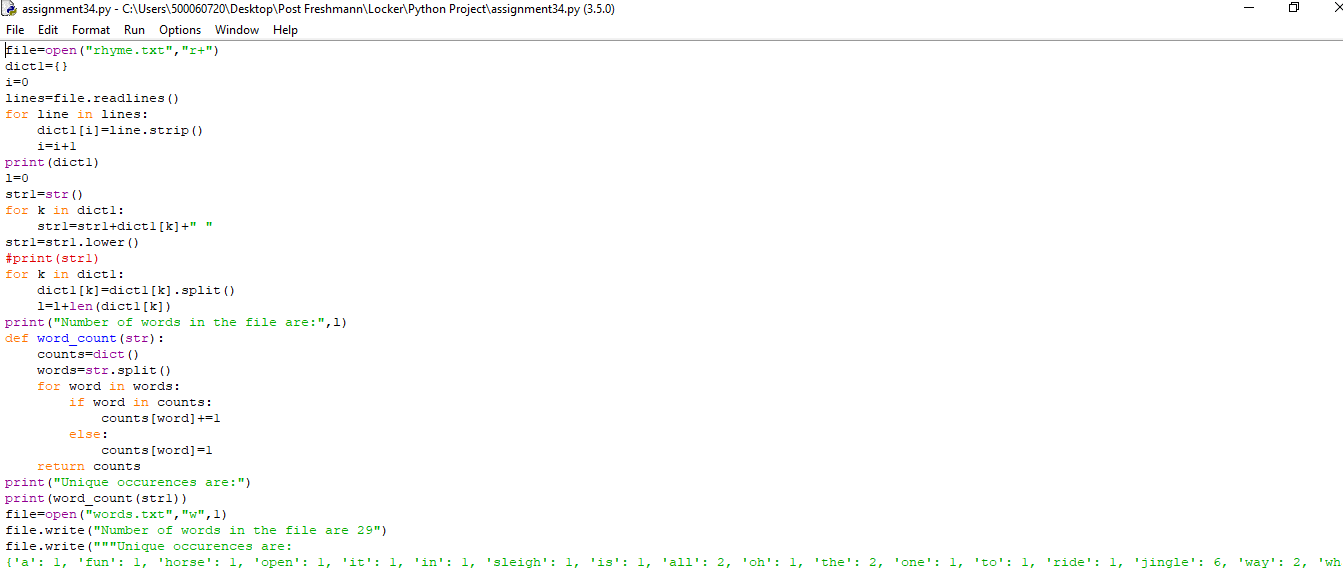 assignment34.py - C:\Users\500060720\Desktop\Post Freshmann\Locker\Python Project\assignment34.py (3.5.0)
File Edit Format Run Options Window Help
file=open("rhyme.txt","r+")
dict1={}
i=0
lines=file.readlines()
for line in lines:
    dict1[i]=line.strip()
    i=i+1
print(dict1)
l=0
str1=str()
for k in dict1:
    str1=str1+dict1[k]+" "
str1=str1.lower()
#print(str1)
for k in dict1:
    dict1[k]=dict1[k].split()
    l=l+len(dict1[k])
print("Number of words in the file are:",l)
def word_count(str):
    counts=dict()
    words=str.split()
    for word in words:
        if word in counts:
            counts[word]+=1
        else:
            counts[word]=1
    return counts
print("Unique occurences are:")
print(word_count(str1))
file=open("words.txt","w",1)
file.write("Number of words in the file are 29")
file.write("""Unique occurences are:
{'a': 1, 'fun': 1, 'horse': 1, 'open': 1, 'it': 1, 'in': 1, 'sleigh': 1, 'is': 1, 'all': 2, 'oh': 1, 'the': 2, 'one': 1, 'to': 1, 'ride': 1, 'jingle': 6, 'way': 2, 'wh